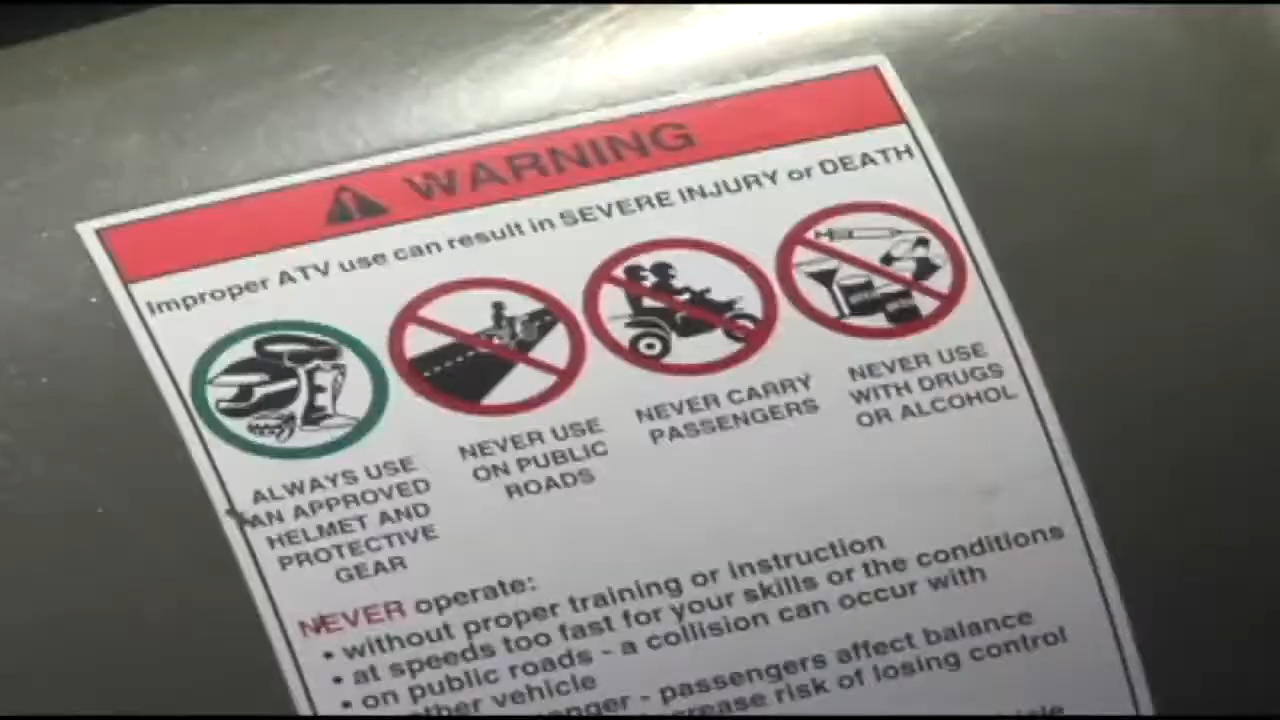 WARNING
Improper ATV use can result in SEVERE INJURY or DEATH
ALWAYS USE
AN APPROVED
HELMET AND
PROTECTIVE
GEAR
NEVER USE
ON PUBLIC
ROADS
NEVER CARRY
PASSENGERS
NEVER USE
WITH DRUGS
OR ALCOHOL
NEVER operate:
• without proper training or instruction
• at speeds too fast for your skills or the conditions
• on public roads - a collision can occur with
other vehicle
- passengers affect balance
risk of losing control